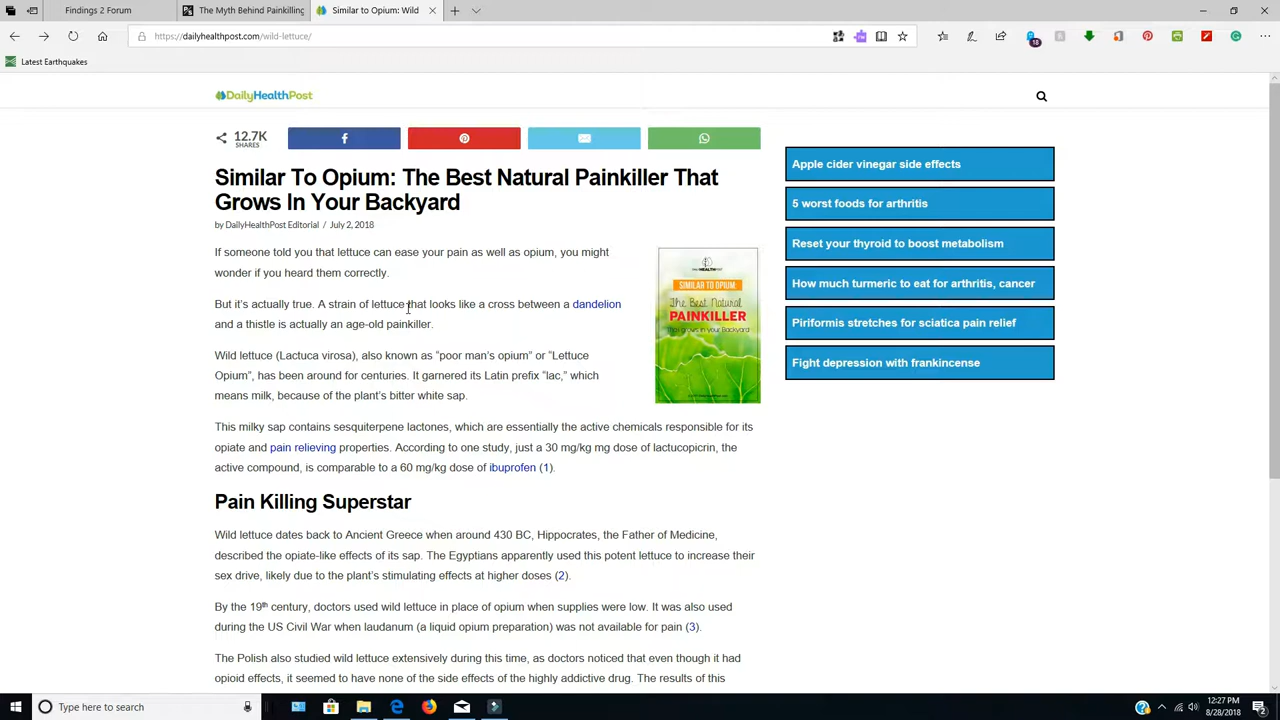 Findings 2 Forum
The Myth Behind Painkilling
Similar to Opium: Wild
https://dailyhealthpost.com/wild-lettuce/
18
Latest Earthquakes
DailyHealthPost
12.7K
SHARES
Similar To Opium: The Best Natural Painkiller That
Grows In Your Backyard
by DailyHealthPost Editorial / July 2, 2018
If someone told you that lettuce can ease your pain as well as opium, you might
wonder if you heard them correctly.
But it's actually true. A strain of lettuce that looks like a cross between a dandelion
and a thistle is actually an age-old painkiller.
Wild lettuce (Lactuca virosa), also known as “poor man's opium” or “Lettuce
Opium”, has been around for centuries. It garnered its Latin prefix “lac,” which
means milk, because of the plant's bitter white sap.
SIMILAR TO OPIUM:
The Best Natural
PAINKILLER
That grows in your Backyard
This milky sap contains sesquiterpene lactones, which are essentially the active chemicals responsible for its
opiate and pain relieving properties. According to one study, just a 30 mg/kg mg dose of lactucopicrin, the
active compound, is comparable to a 60 mg/kg dose of ibuprofen (1).
Pain Killing Superstar
Wild lettuce dates back to Ancient Greece when around 430 BC, Hippocrates, the Father of Medicine,
described the opiate-like effects of its sap. The Egyptians apparently used this potent lettuce to increase their
sex drive, likely due to the plant's stimulating effects at higher doses (2).
By the 19th century, doctors used wild lettuce in place of opium when supplies were low. It was also used
during the US Civil War when laudanum (a liquid opium preparation) was not available for pain (3).
The Polish also studied wild lettuce extensively during this time, as doctors noticed that even though it had
opioid effects, it seemed to have none of the side effects of the highly addictive drug. The results of this
Apple cider vinegar side effects
5 worst foods for arthritis
Reset your thyroid to boost metabolism
How much turmeric to eat for arthritis, cancer
Piriformis stretches for sciatica pain relief
Fight depression with frankincense
Type here to search
12:27 PM
8/28/2018
2